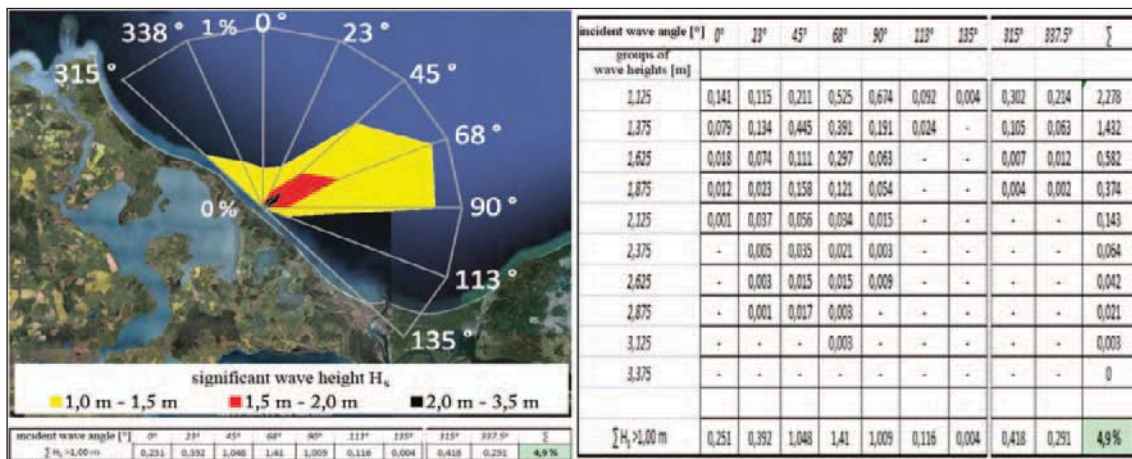 338° 1% 0° 23°
315° 45°
68°
0% 90°
113°
135°
significant wave height Hs
1,0 m - 1,5 m 1,5 m - 2,0 m 2,0 m - 3,5 m
incident wave angle [°] 0° 23° 45° 68° 90° 113° 135° 315° 337.5° Σ
Σ Hs >1,00 m 0,251 0,392 1,048 1,41 1,009 0,116 0,004 0,418 0,291 4,9%
incident wave angle [°] 0° 23° 45° 68° 90° 113° 135° 315° 337.5° Σ
groups of
wave heights [m]
1,125 0,141 0,115 0,211 0,525 0,674 0,092 0,004 0,302 0,214 2,278
1,375 0,079 0,134 0,445 0,391 0,191 0,024 - 0,105 0,063 1,432
1,625 0,018 0,074 0,111 0,297 0,063 - - 0,007 0,012 0,582
1,875 0,012 0,023 0,158 0,121 0,054 - - 0,004 0,002 0,374
2,125 0,001 0,037 0,056 0,034 0,015 - - - - 0,143
2,375 - 0,005 0,035 0,021 0,003 - - - - 0,064
2,625 - 0,003 0,015 0,015 0,009 - - - - 0,042
2,875 - 0,001 0,017 0,003 - - - - - 0,021
3,125 - - - 0,003 - - - - - 0,003
3,375 - - - - - - - - - 0
Σ Hs >1,00 m 0,251 0,392 1,048 1,41 1,009 0,116 0,004 0,418 0,291 4,9%